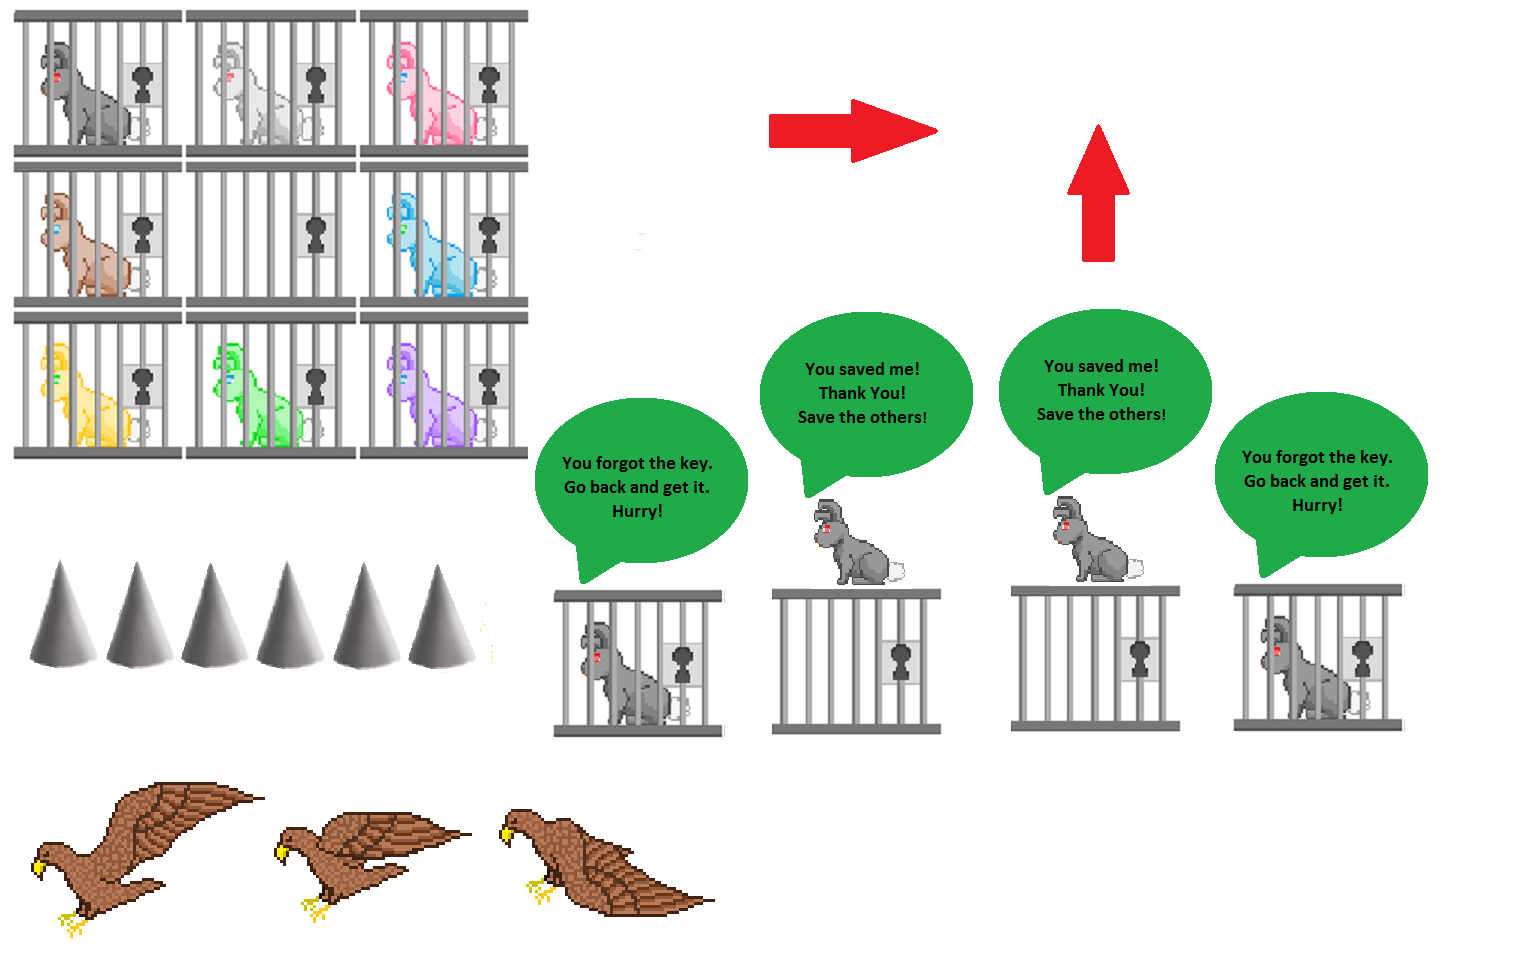 You forgot the key.
Go back and get it.
Hurry!
You saved me!
Thank You!
Save the others!
You saved me!
Thank You!
Save the others!
You forgot the key.
Go back and get it.
Hurry!